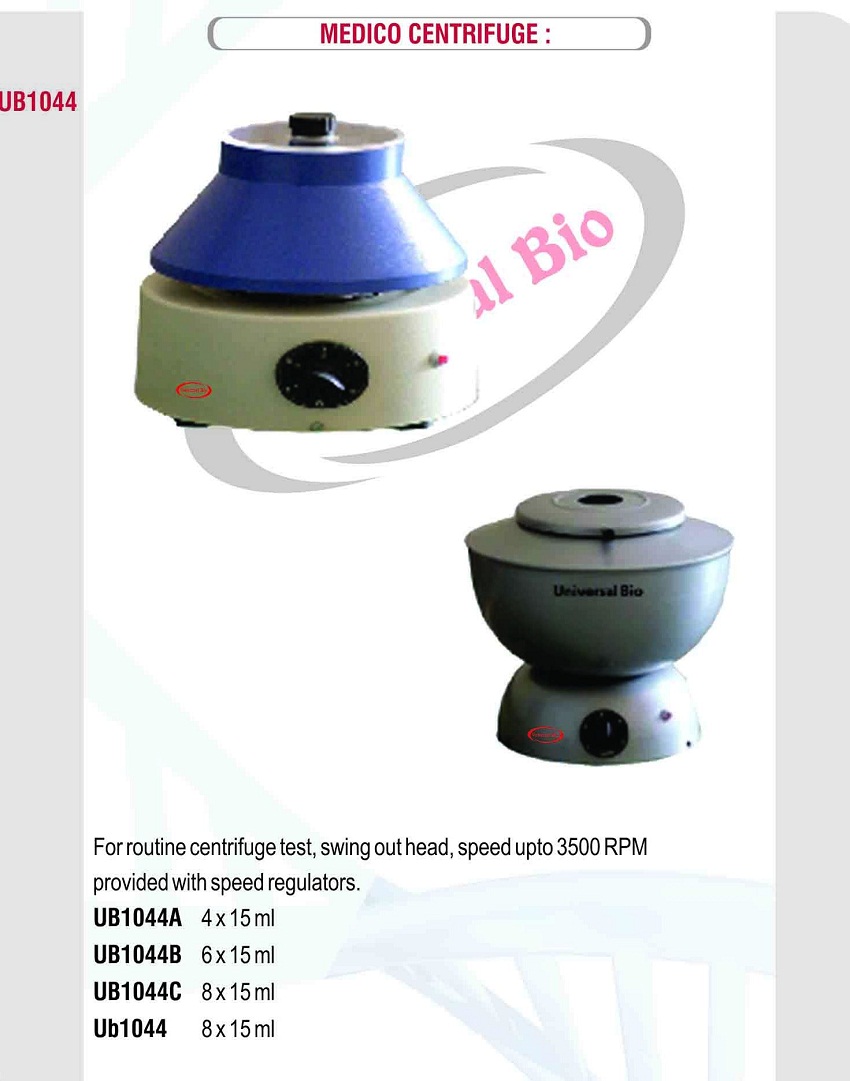 MEDICO CENTRIFUGE :
UB1044
al Bio
Universal Bio
For routine centrifuge test, swing out head, speed upto 3500 RPM
provided with speed regulators.
UB1044A 4 x 15 ml
UB1044B 6 x 15 ml
UB1044C 8 x 15 ml
Ub1044 8 x 15 ml